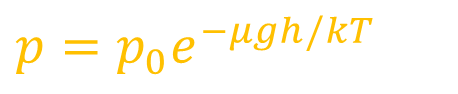 p = p₀e^{−μgh/kT}